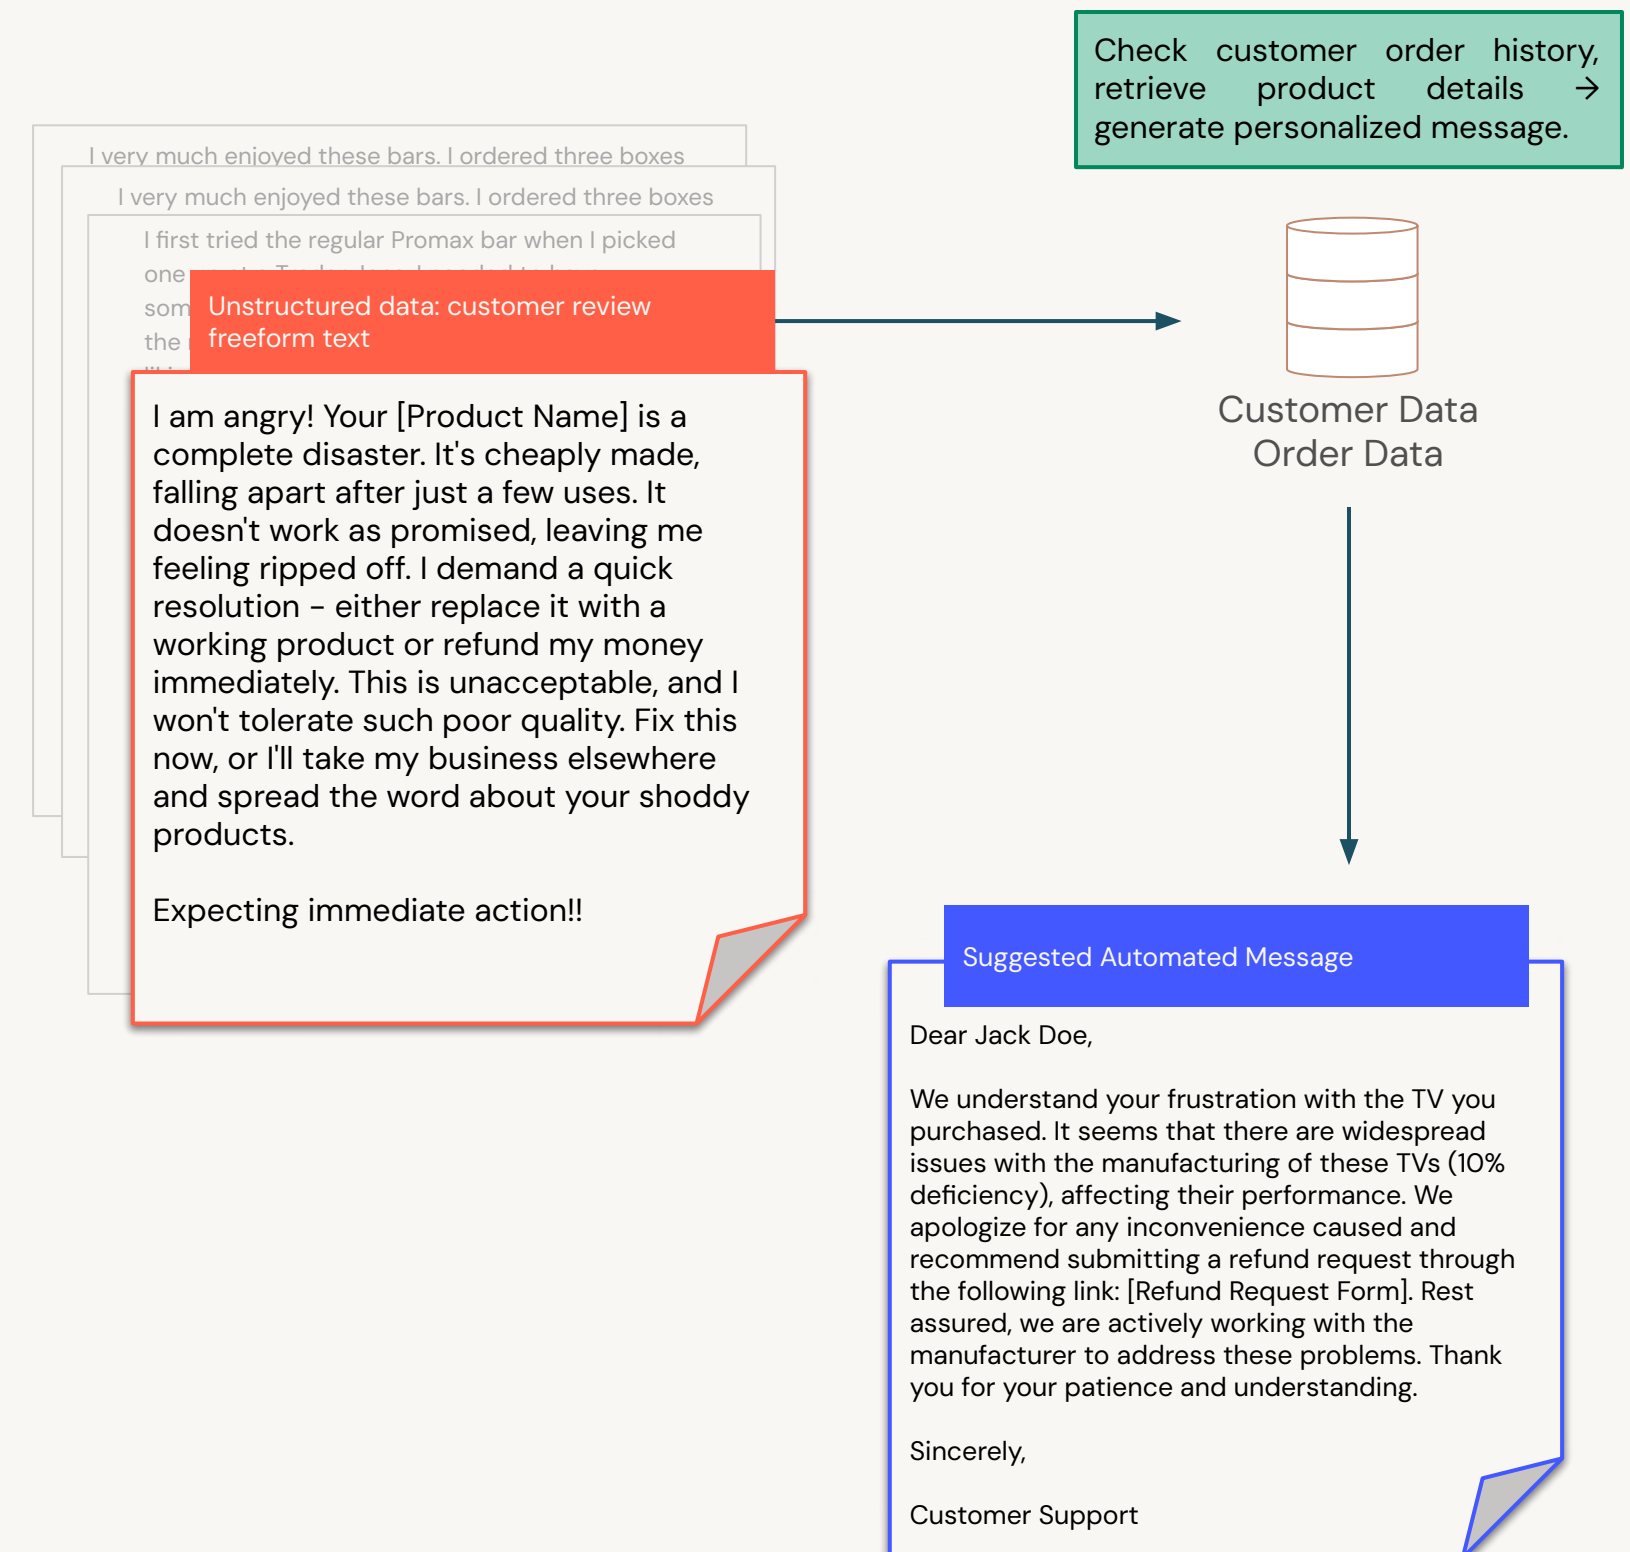 Check customer order history,
retrieve product details →
generate personalized message.
I very much enjoyed these bars. I ordered three boxes
I very much enjoyed these bars. I ordered three boxes
I first tried the regular Promax bar when I picked
one
som
the
Unstructured data: customer review
freeform text
I am angry! Your [Product Name] is a
complete disaster. It's cheaply made,
falling apart after just a few uses. It
doesn't work as promised, leaving me
feeling ripped off. I demand a quick
resolution - either replace it with a
working product or refund my money
immediately. This is unacceptable, and I
won't tolerate such poor quality. Fix this
now, or I'll take my business elsewhere
and spread the word about your shoddy
products.
Expecting immediate action!!
Customer Data
Order Data
Suggested Automated Message
Dear Jack Doe,
We understand your frustration with the TV you
purchased. It seems that there are widespread
issues with the manufacturing of these TVs (10%
deficiency), affecting their performance. We
apologize for any inconvenience caused and
recommend submitting a refund request through
the following link: [Refund Request Form]. Rest
assured, we are actively working with the
manufacturer to address these problems. Thank
you for your patience and understanding.
Sincerely,
Customer Support